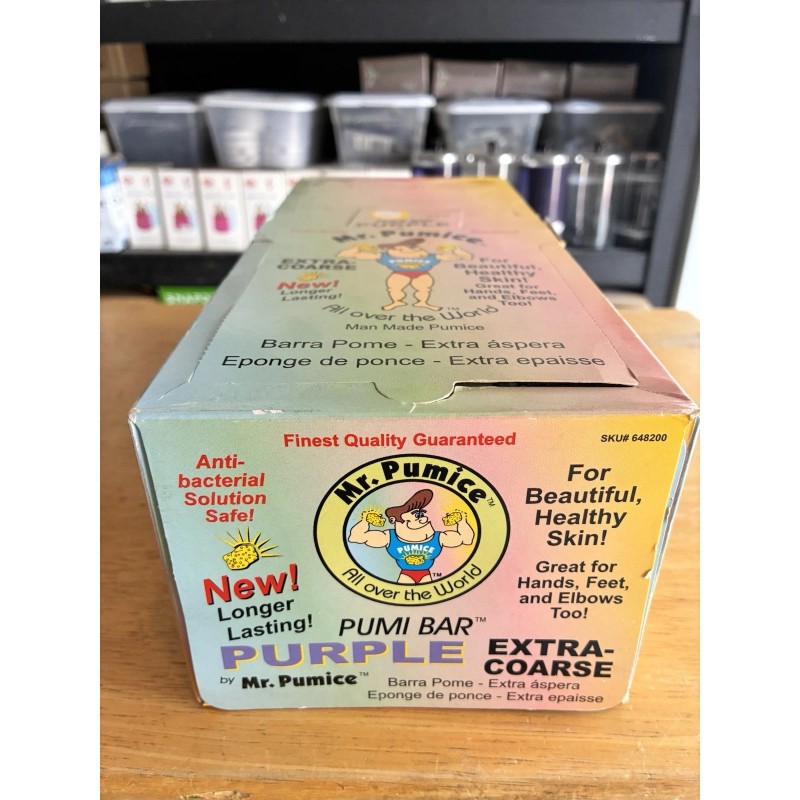 PURPLE
Mr. Pumice
EXTRA-
COARSE
New!
Longer
Lasting!
PUMICE
For
Beautiful,
Healthy
Skin!
Great for
Hands, Feet,
and Elbows
Too!
All over the World™
Man Made Pumice
Barra Pome - Extra áspera
Eponge de ponce - Extra epaisse
Finest Quality Guaranteed
SKU# 648200
Anti-
bacterial
Solution
Safe!
New!
Longer
Lasting!
Mr. Pumice™
PUMICE
All over the World™
For
Beautiful,
Healthy
Skin!
Great for
Hands, Feet,
and Elbows
Too!
PUMI BAR™
PURPLE
EXTRA-
COARSE
by Mr. Pumice™
Barra Pome - Extra áspera
Eponge de ponce - Extra epaisse